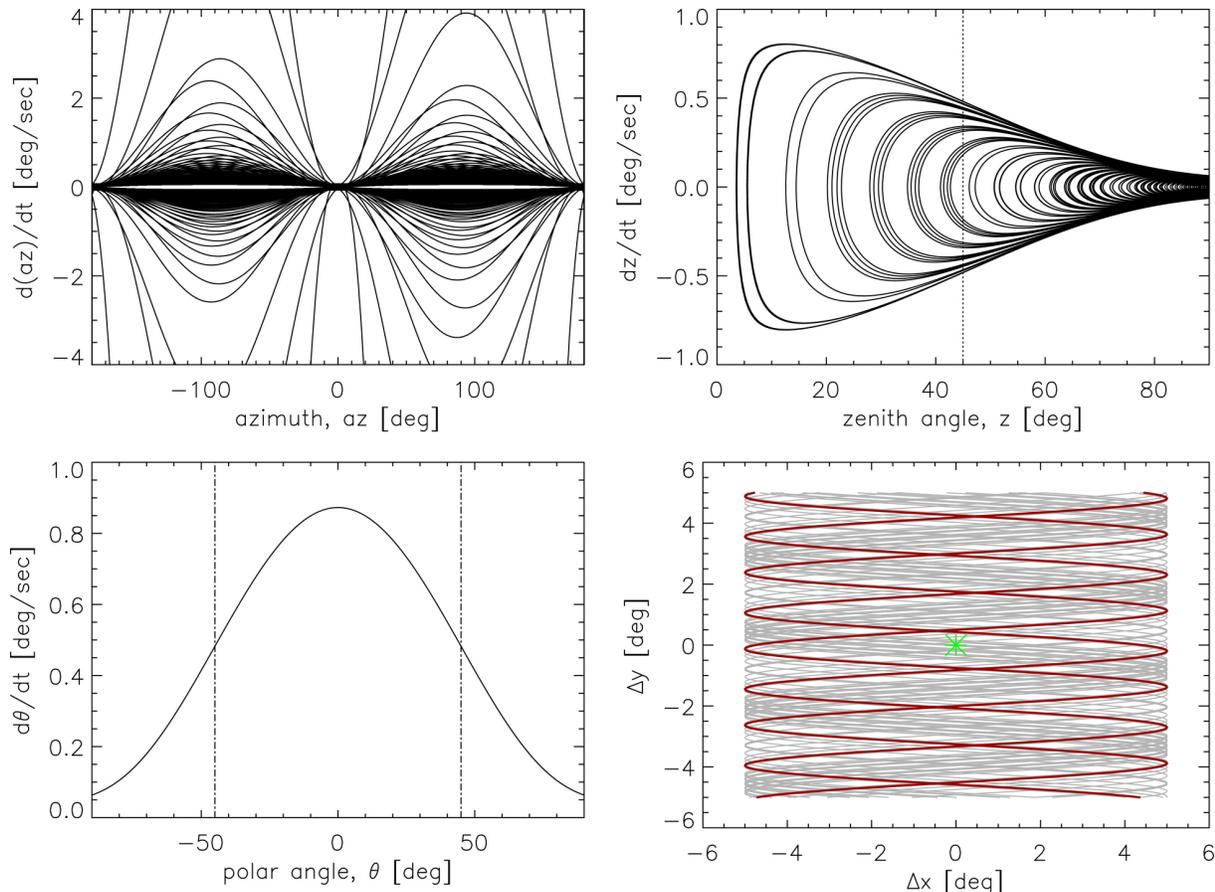 4
2
0
−2
−4
d(az)/dt [deg/sec]
−100 0 100
azimuth, az [deg]
1.0
0.5
0.0
−0.5
−1.0
dz/dt [deg/sec]
0 20 40 60 80
zenith angle, z [deg]
1.0
0.8
0.6
0.4
0.2
0.0
dθ/dt [deg/sec]
−50 0 50
polar angle, θ [deg]
6
4
2
0
−2
−4
−6
Δy [deg]
−6 −4 −2 0 2 4 6
Δx [deg]